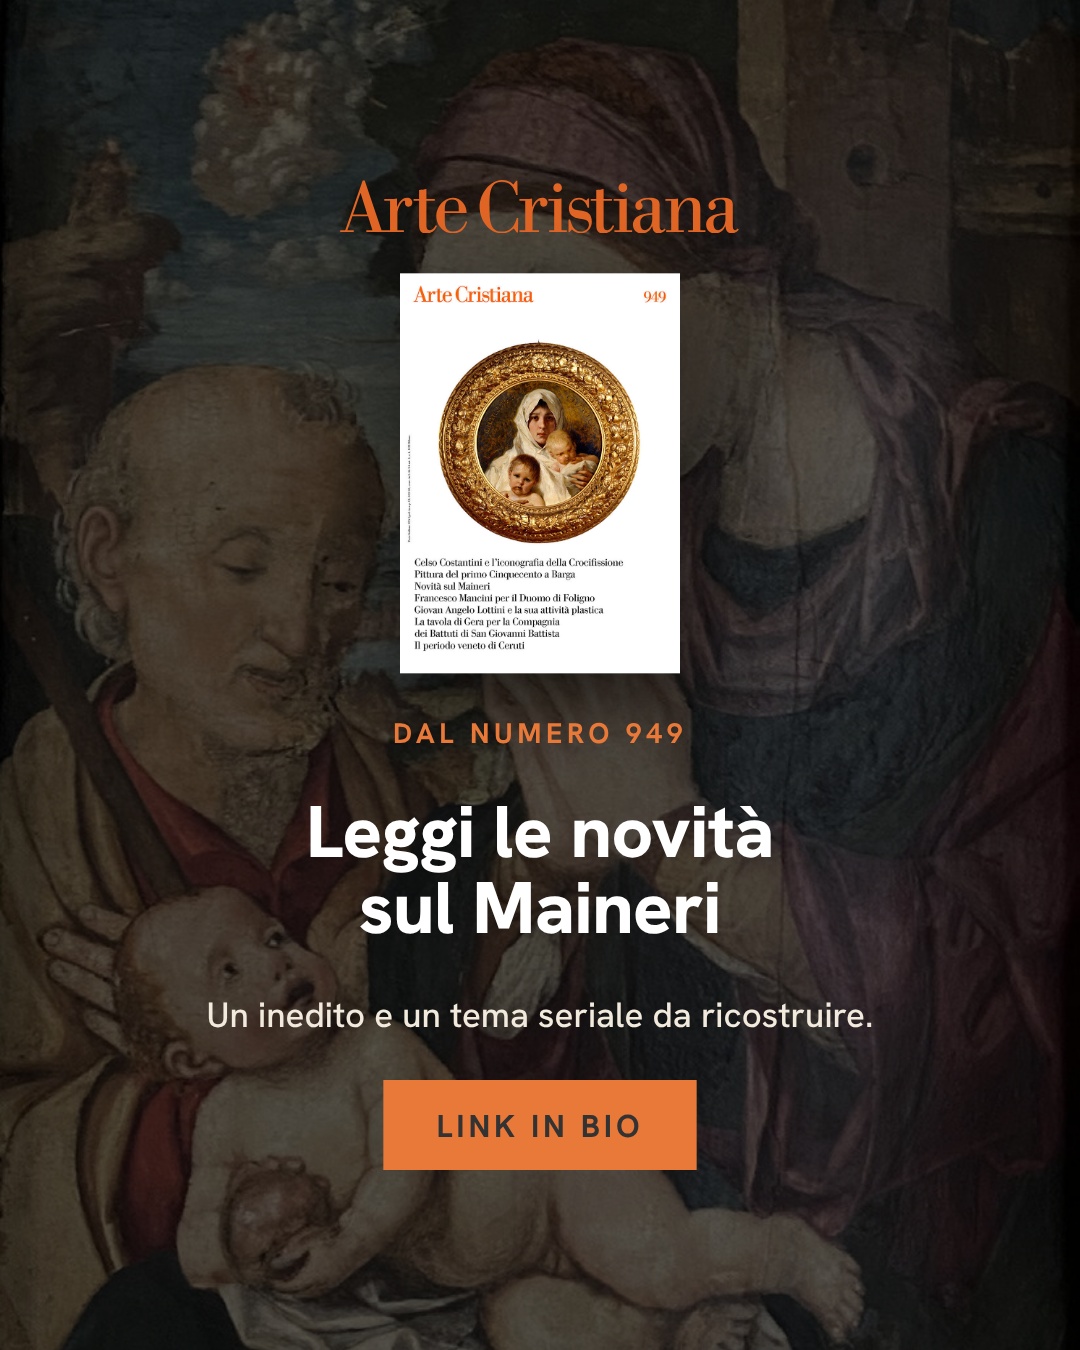 Arte Cristiana
Arte Cristiana
949
Celso Costantini e l'iconografia della Crocifissione
Pittura del primo Cinquecento a Barga
Novità sul Maineri
Francesco Mancini per il Duomo di Foligno
Giovan Angelo Lottini e la sua attività plastica
La tavola di Gera per la Compagnia
dei Battuti di San Giovanni Battista
Il periodo veneto di Ceruti
DAL NUMERO 949
Leggi le novità
sul Maineri
Un inedito e un tema seriale da ricostruire.
LINK IN BIO